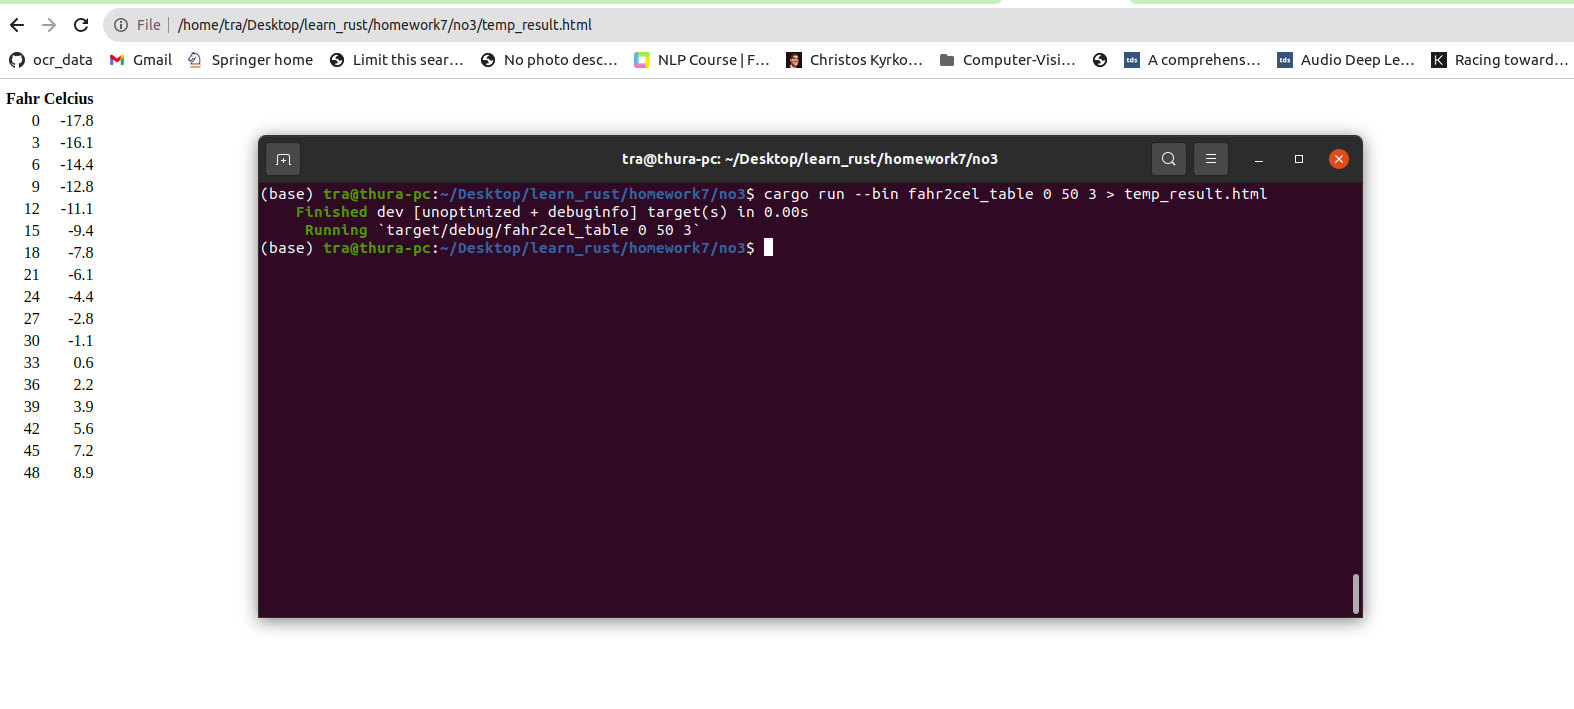 File | /home/tra/Desktop/learn_rust/homework7/no3/temp_result.html
ocr_data Gmail Springer home Limit this sear... No photo desc... NLP Course | F... Christos Kyrko... Computer-Visi... tds A comprehens... tds Audio Deep Le... K Racing toward...
Fahr Celcius
0 -17.8
3 -16.1
6 -14.4
9 -12.8
12 -11.1
15 -9.4
18 -7.8
21 -6.1
24 -4.4
27 -2.8
30 -1.1
33 0.6
36 2.2
39 3.9
42 5.6
45 7.2
48 8.9
tra@thura-pc: ~/Desktop/learn_rust/homework7/no3
(base) tra@thura-pc:~/Desktop/learn_rust/homework7/no3$ cargo run --bin fahr2cel_table 0 50 3 > temp_result.html
Finished dev [unoptimized + debuginfo] target(s) in 0.00s
Running `target/debug/fahr2cel_table 0 50 3`
(base) tra@thura-pc:~/Desktop/learn_rust/homework7/no3$